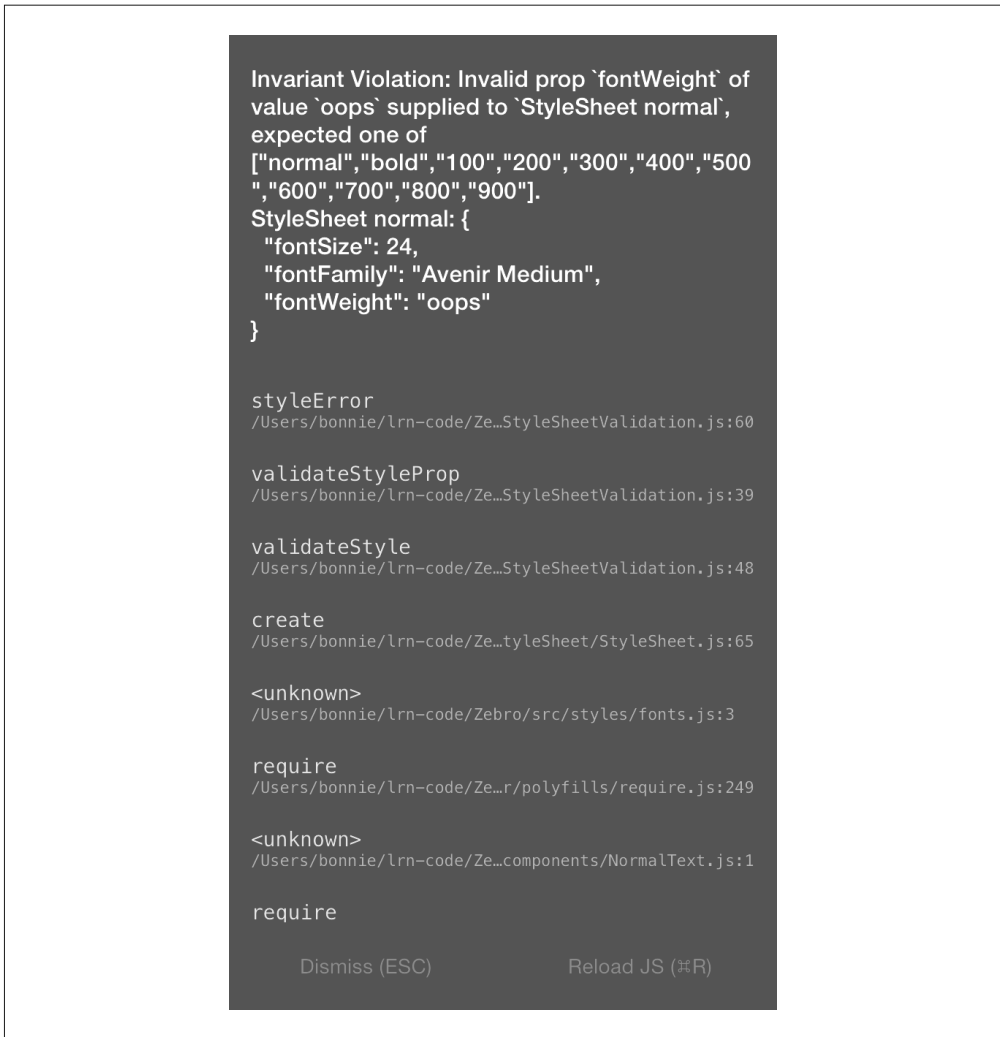 Invariant Violation: Invalid prop `fontWeight` of
value `oops` supplied to `StyleSheet normal`,
expected one of
["normal","bold","100","200","300","400","500
","600","700","800","900"].
StyleSheet normal: {
  "fontSize": 24,
  "fontFamily": "Avenir Medium",
  "fontWeight": "oops"
}
styleError
/Users/bonnie/lrn-code/Ze…StyleSheetValidation.js:60
validateStyleProp
/Users/bonnie/lrn-code/Ze…StyleSheetValidation.js:39
validateStyle
/Users/bonnie/lrn-code/Ze…StyleSheetValidation.js:48
create
/Users/bonnie/lrn-code/Ze…tyleSheet/StyleSheet.js:65
<unknown>
/Users/bonnie/lrn-code/Zebro/src/styles/fonts.js:3
require
/Users/bonnie/lrn-code/Ze…r/polyfills/require.js:249
<unknown>
/Users/bonnie/lrn-code/Ze…components/NormalText.js:1
require
Dismiss (ESC) Reload JS (⌘R)